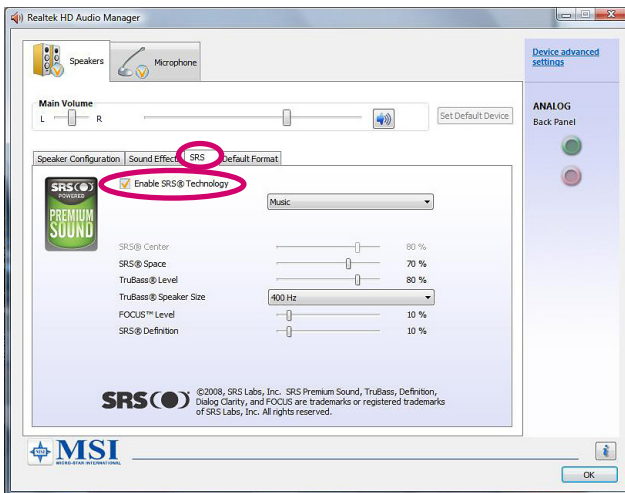 Realtek HD Audio Manager
Speakers
Microphone
Device advanced
settings
Main Volume
L R
Set Default Device
ANALOG
Back Panel
Speaker Configuration Sound Effect SRS Default Format
SRS
POWERED
PREMIUM
SOUND
Enable SRS® Technology
Music
SRS® Center 80 %
SRS® Space 70 %
TruBass® Level 80 %
TruBass® Speaker Size 400 Hz
FOCUS™ Level 10 %
SRS® Definition 10 %
SRS
©2008, SRS Labs, Inc. SRS Premium Sound, TruBass, Definition,
Dialog Clarity, and FOCUS are trademarks or registered trademarks
of SRS Labs, Inc. All rights reserved.
msi MSI
MICRO-STAR INTERNATIONAL
i
OK